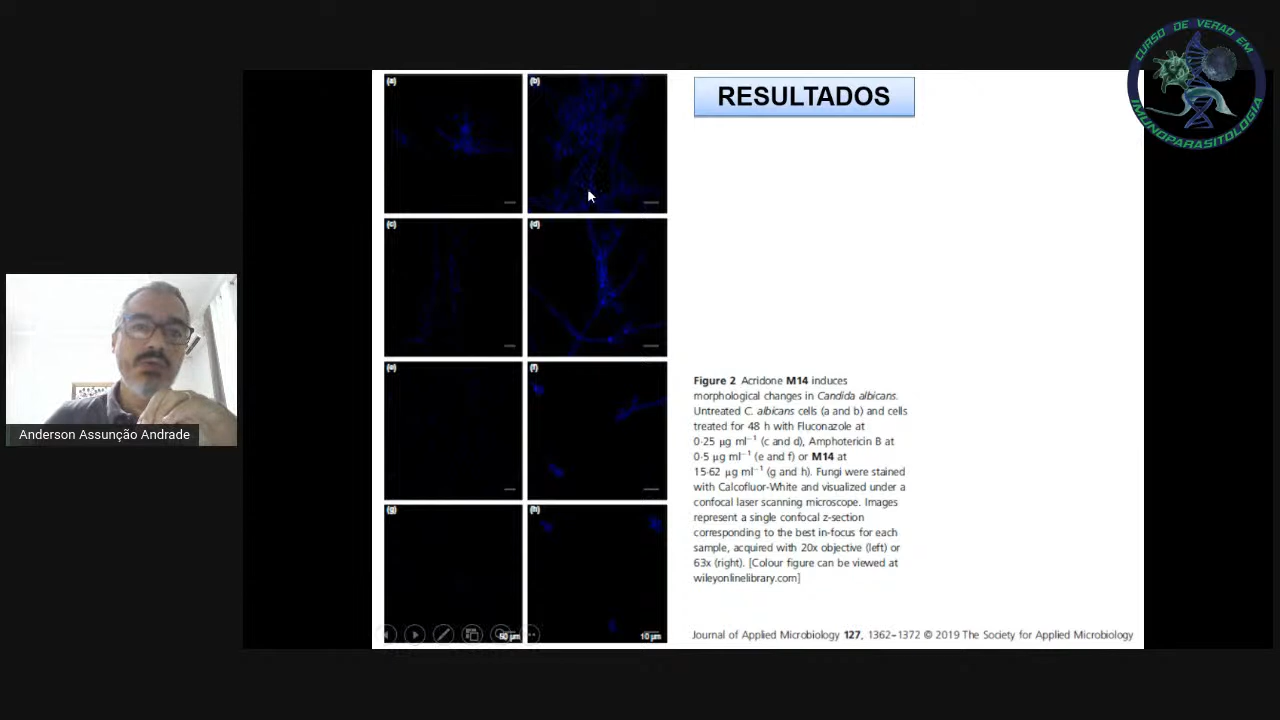 CURSO DE VERÃO EM
IMUNOPARASITOLOGIA
RESULTADOS
(a)
(b)
(c)
(d)
(e)
(f)
(g)
(h)
50 µm
10 µm
Anderson Assunção Andrade
Figure 2 Acridone M14 induces
morphological changes in Candida albicans.
Untreated C. albicans cells (a and b) and cells
treated for 48 h with Fluconazole at
0·25 µg ml−1 (c and d), Amphotericin B at
0·5 µg ml−1 (e and f) or M14 at
15·62 µg ml−1 (g and h). Fungi were stained
with Calcofluor-White and visualized under a
confocal laser scanning microscope. Images
represent a single confocal z-section
corresponding to the best in-focus for each
sample, acquired with 20x objective (left) or
63x (right). [Colour figure can be viewed at
wileyonlinelibrary.com]
Journal of Applied Microbiology 127, 1362–1372 © 2019 The Society for Applied Microbiology